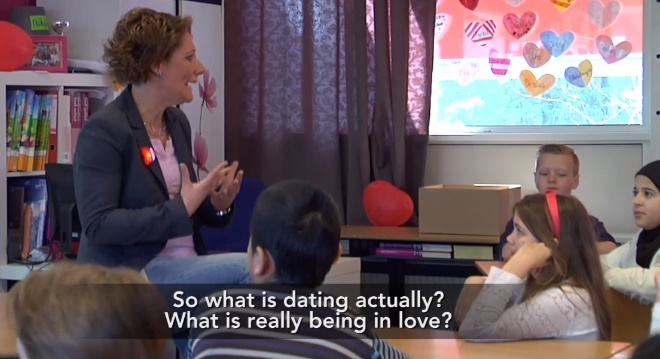 So what is dating actually?
What is really being in love?